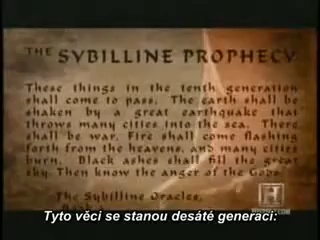 THE SYBILLINE PROPHECY
These things in the tenth generation
shall come to pass. The earth shall be
shaken by a great earthquake that
throws many cities into the sea. There
shall be war. Fire shall come flashing
forth from the heavens, and many cities
burn. Black ashes shall fill the great
sky. Then know the anger of the Gods.
The Sybilline Oracles,
Tyto věci se stanou desáté generaci:
H